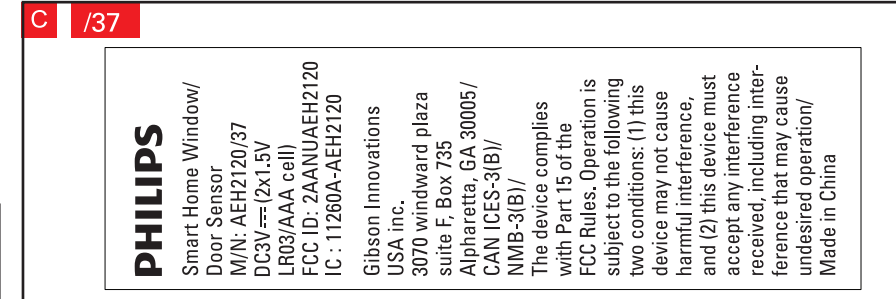 C /37
PHILIPS
Smart Home Window/
Door Sensor
M/N: AEH2120/37
DC3V⎓(2x1.5V
LR03/AAA cell)
FCC ID: 2AANUAEH2120
IC : 11260A-AEH2120
Gibson Innovations
USA inc.
3070 windward plaza
suite F, Box 735
Alpharetta, GA 30005/
CAN ICES-3(B)/
NMB-3(B)/
The device complies
with Part 15 of the
FCC Rules. Operation is
subject to the following
two conditions: (1) this
device may not cause
harmful interference,
and (2) this device must
accept any interference
received, including inter-
ference that may cause
undesired operation/
Made in China